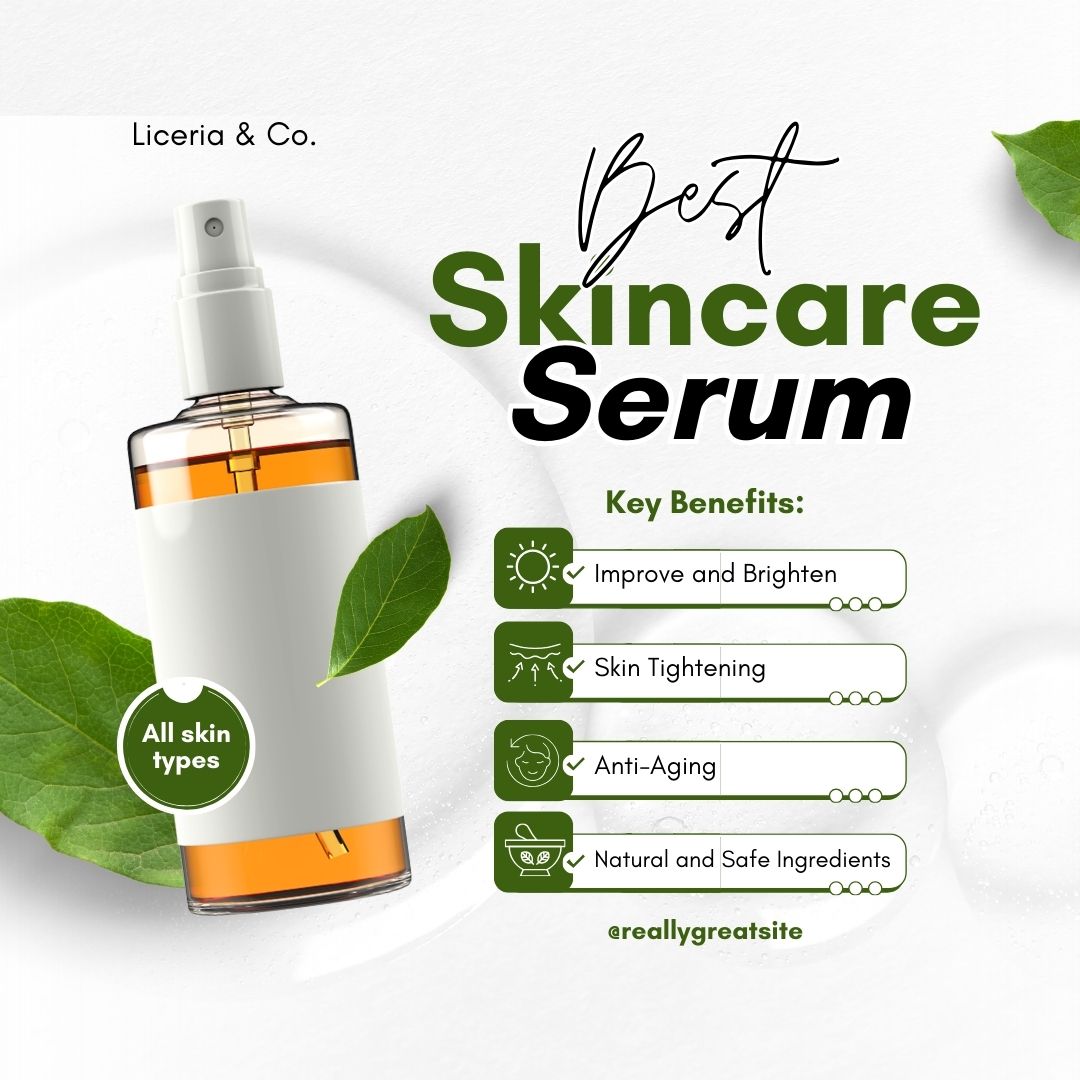 Liceria & Co.
Best
Skincare
Serum
Key Benefits:
Improve and Brighten
Skin Tightening
Anti-Aging
Natural and Safe Ingredients
All skin
types
@reallygreatsite